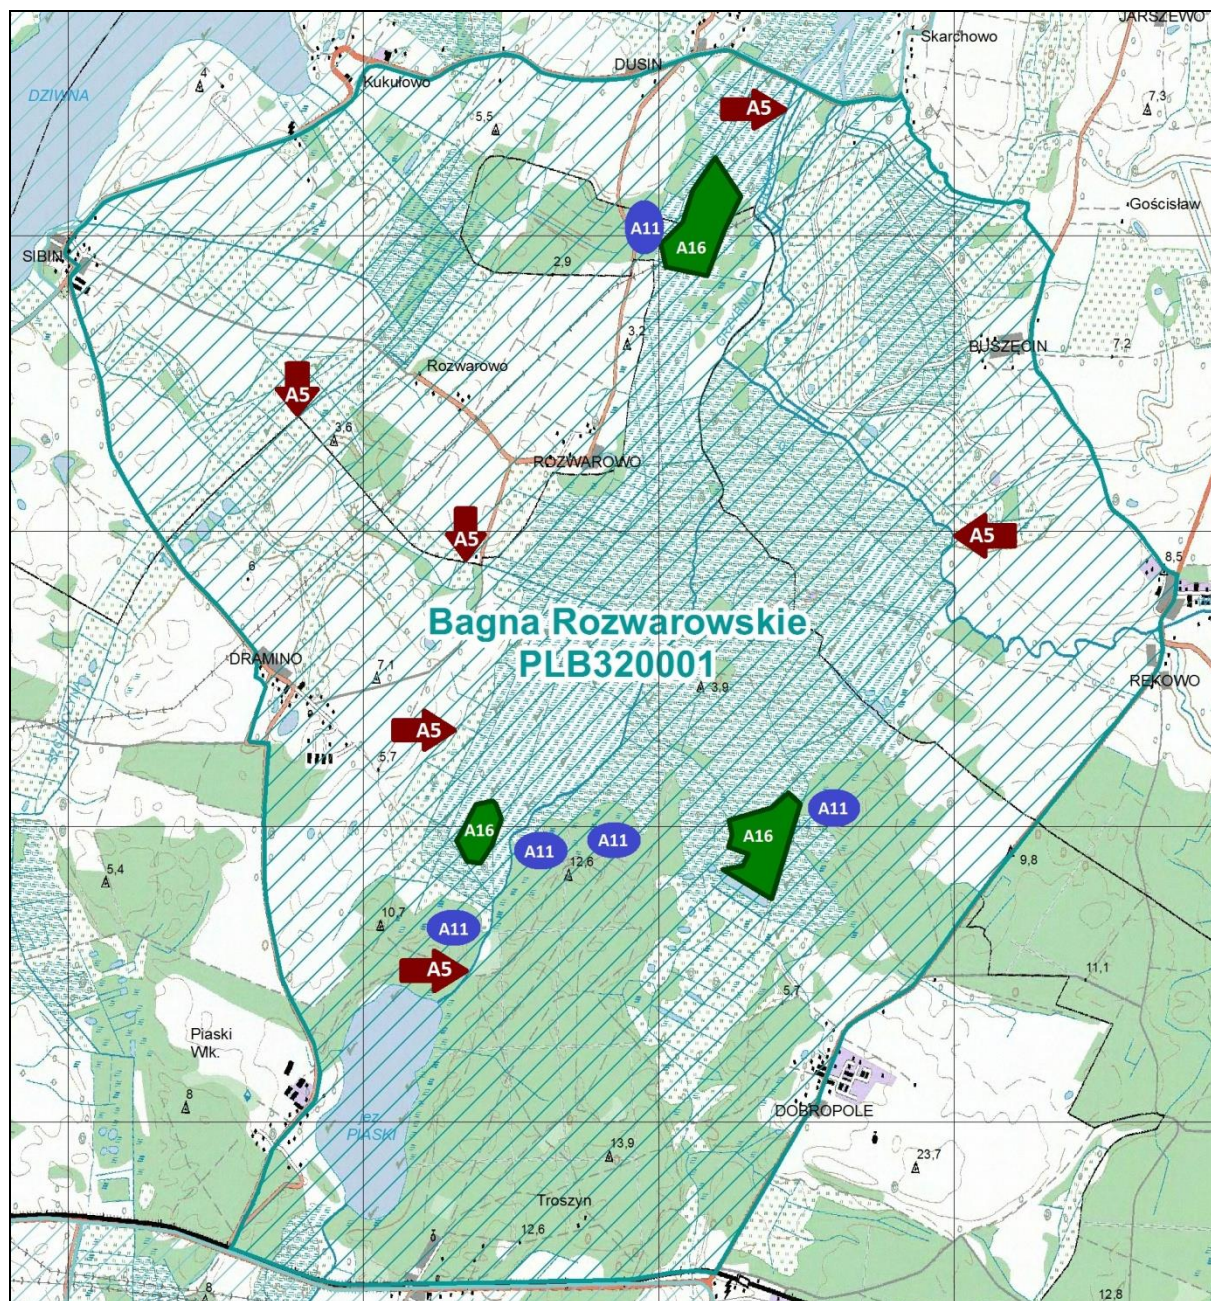 JARSZEWO
Skarchowo
DUSIN
Kukułowo
4
DZIWNA
7,3
A5
5,5
Gościsław
A11
A16
SIBIN
2,9
3,2
BUSZĘCIN
7,2
Rozwarowo
A5
3,6
ROZWAROWO
A5
A5
8,5
6
Bagna Rozwarowskie
PLB320001
DRAMINO
7,1
3,9
REKOWO
A5
5,7
A16
A11
A11
A16
A11
9,8
12,6
5,4
10,7
A11
A5
11,1
5,7
Piaski
Wlk.
8
jez.
PIASKI
DOBROPOLE
13,9
23,7
Troszyn
12,6
8
12,8